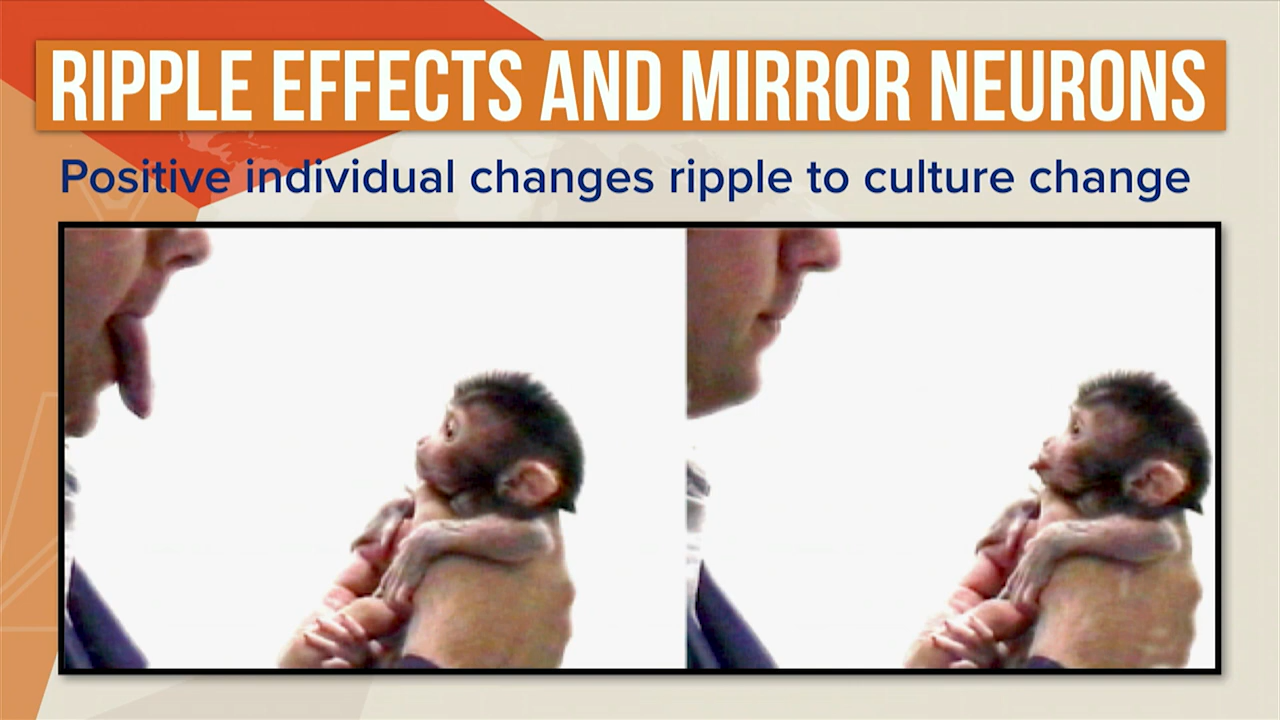 RIPPLE EFFECTS AND MIRROR NEURONS
Positive individual changes ripple to culture change